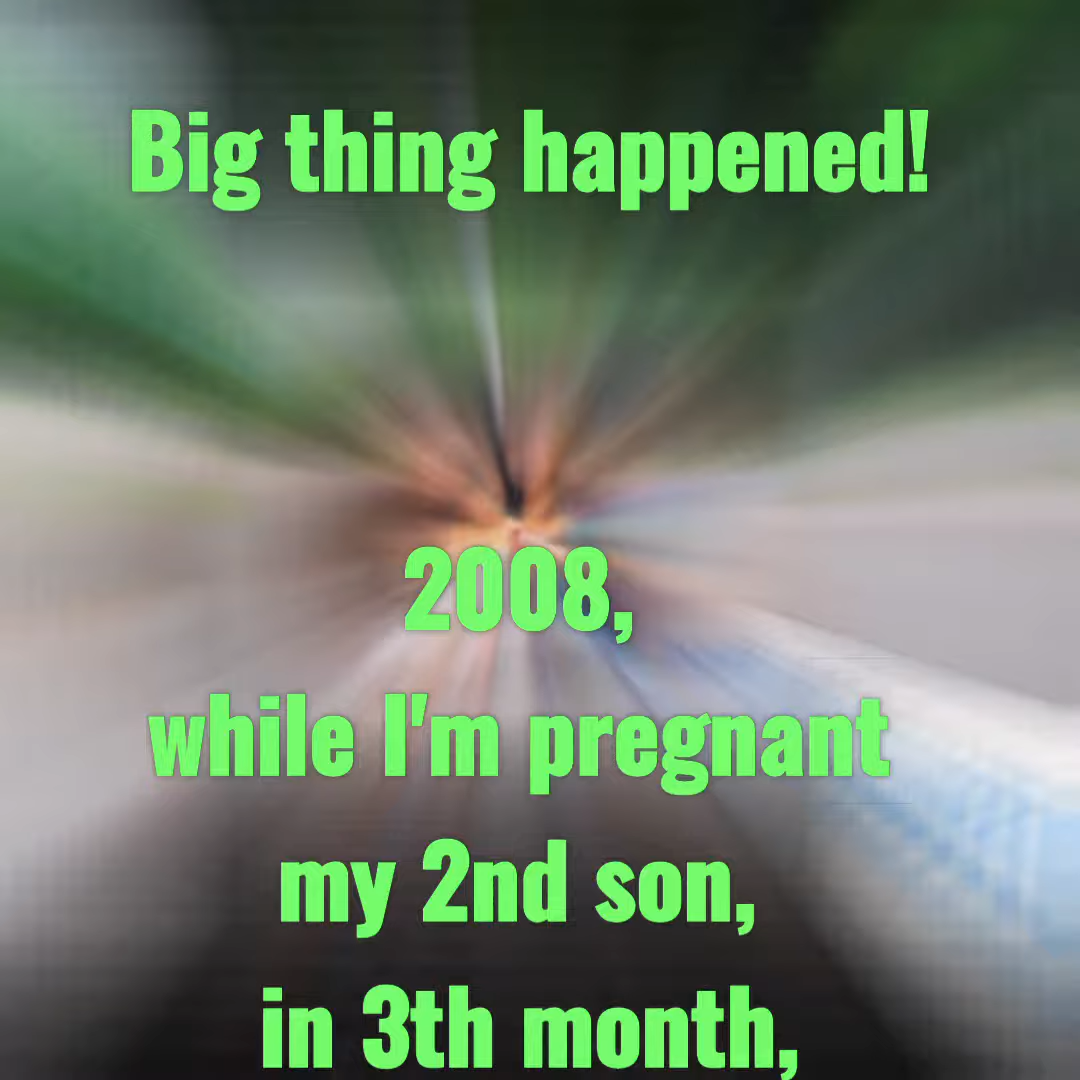 Big thing happened!
2008,
while I'm pregnant
my 2nd son,
in 3th month,